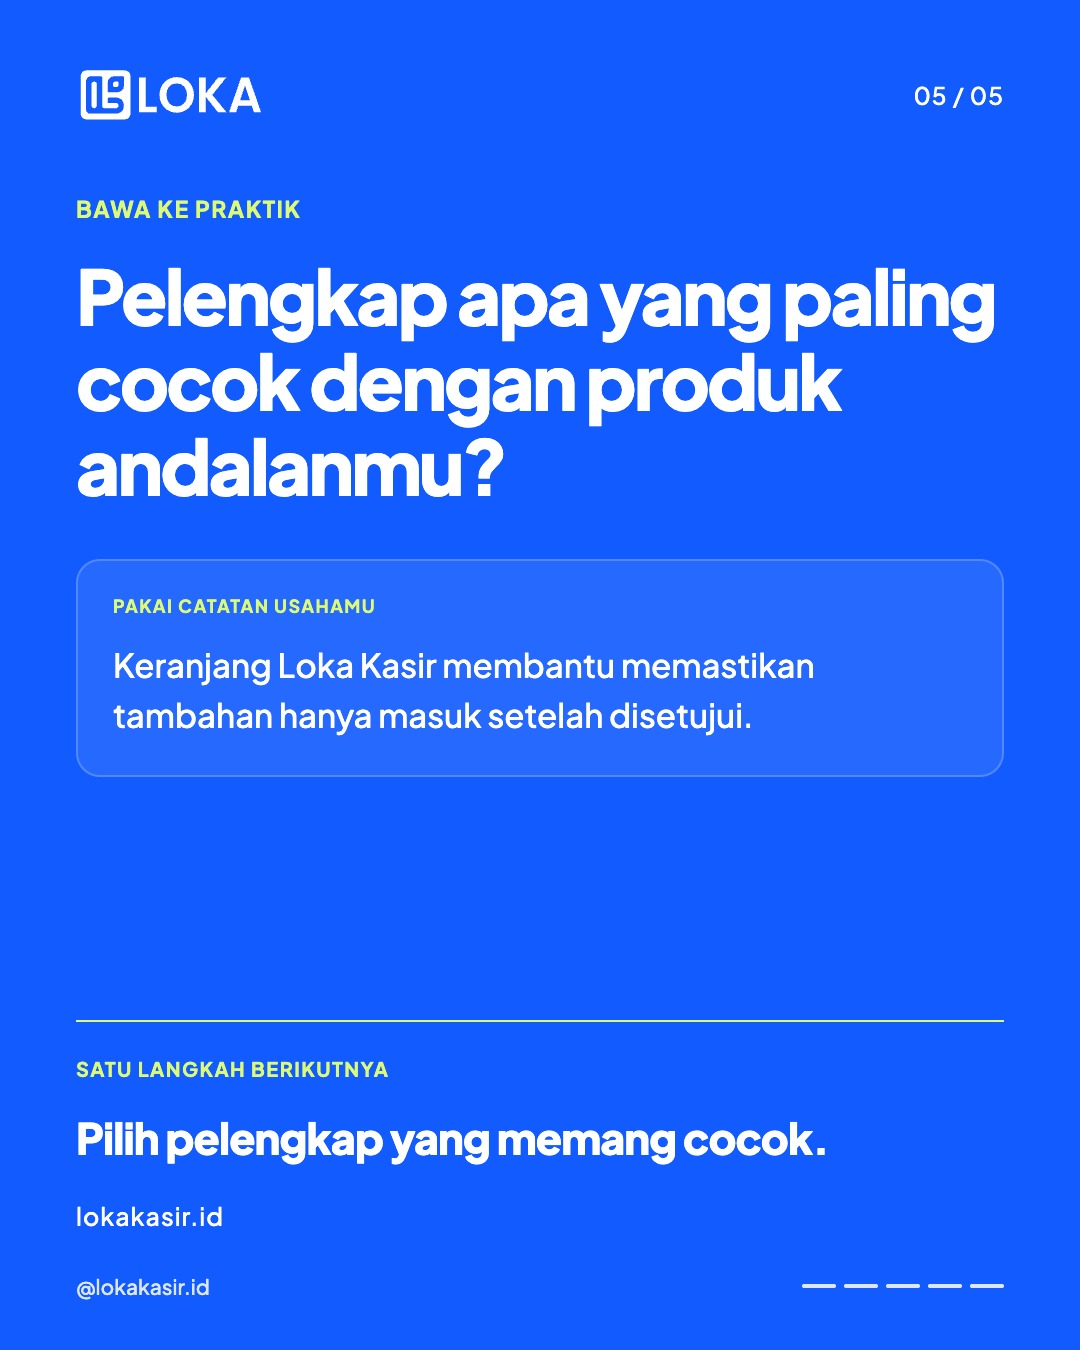 LOKA
05 / 05
BAWA KE PRAKTIK
Pelengkap apa yang paling
cocok dengan produk
andalanmu?
PAKAI CATATAN USAHAMU
Keranjang Loka Kasir membantu memastikan
tambahan hanya masuk setelah disetujui.
SATU LANGKAH BERIKUTNYA
Pilih pelengkap yang memang cocok.
lokakasir.id
@lokakasir.id